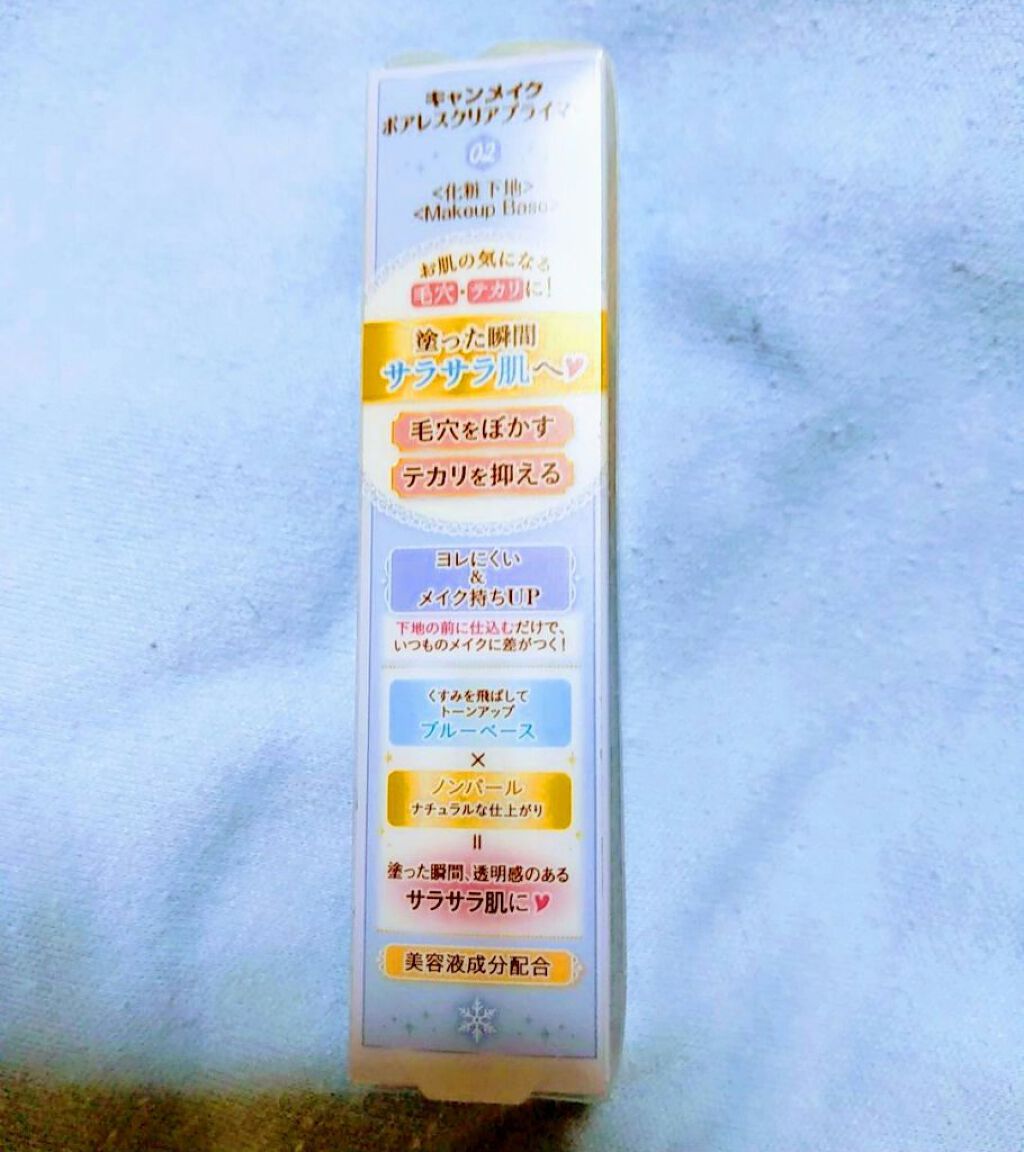 キャンメイク
ポアレスクリアプライマ
02
<化粧下地>
<Makeup Base>
お肌の気になる
毛穴・テカリに!
塗った瞬間
サラサラ肌へ♥
毛穴をぼかす
テカリを抑える
ヨレにくい
&
メイク持ちUP
下地の前に仕込むだけで、
いつものメイクに差がつく!
くすみを飛ばして
トーンアップ
ブルーベース
×
ノンパール
ナチュラルな仕上がり
=
塗った瞬間、透明感のある
サラサラ肌に♥
美容液成分配合